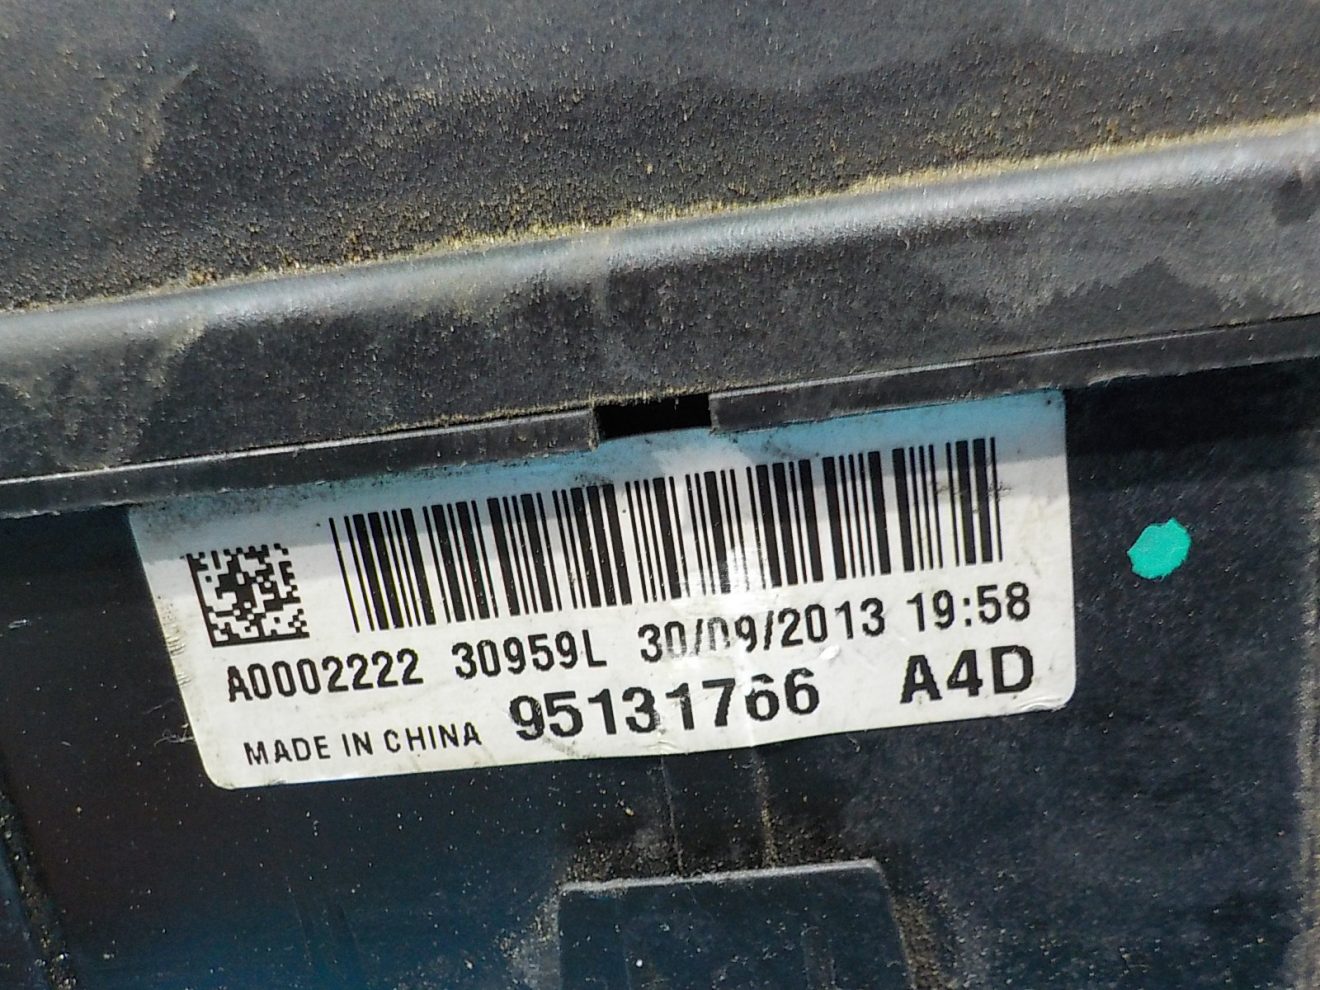 A0002222 30959L 30/09/2013 19:58
MADE IN CHINA 95131766 A4D